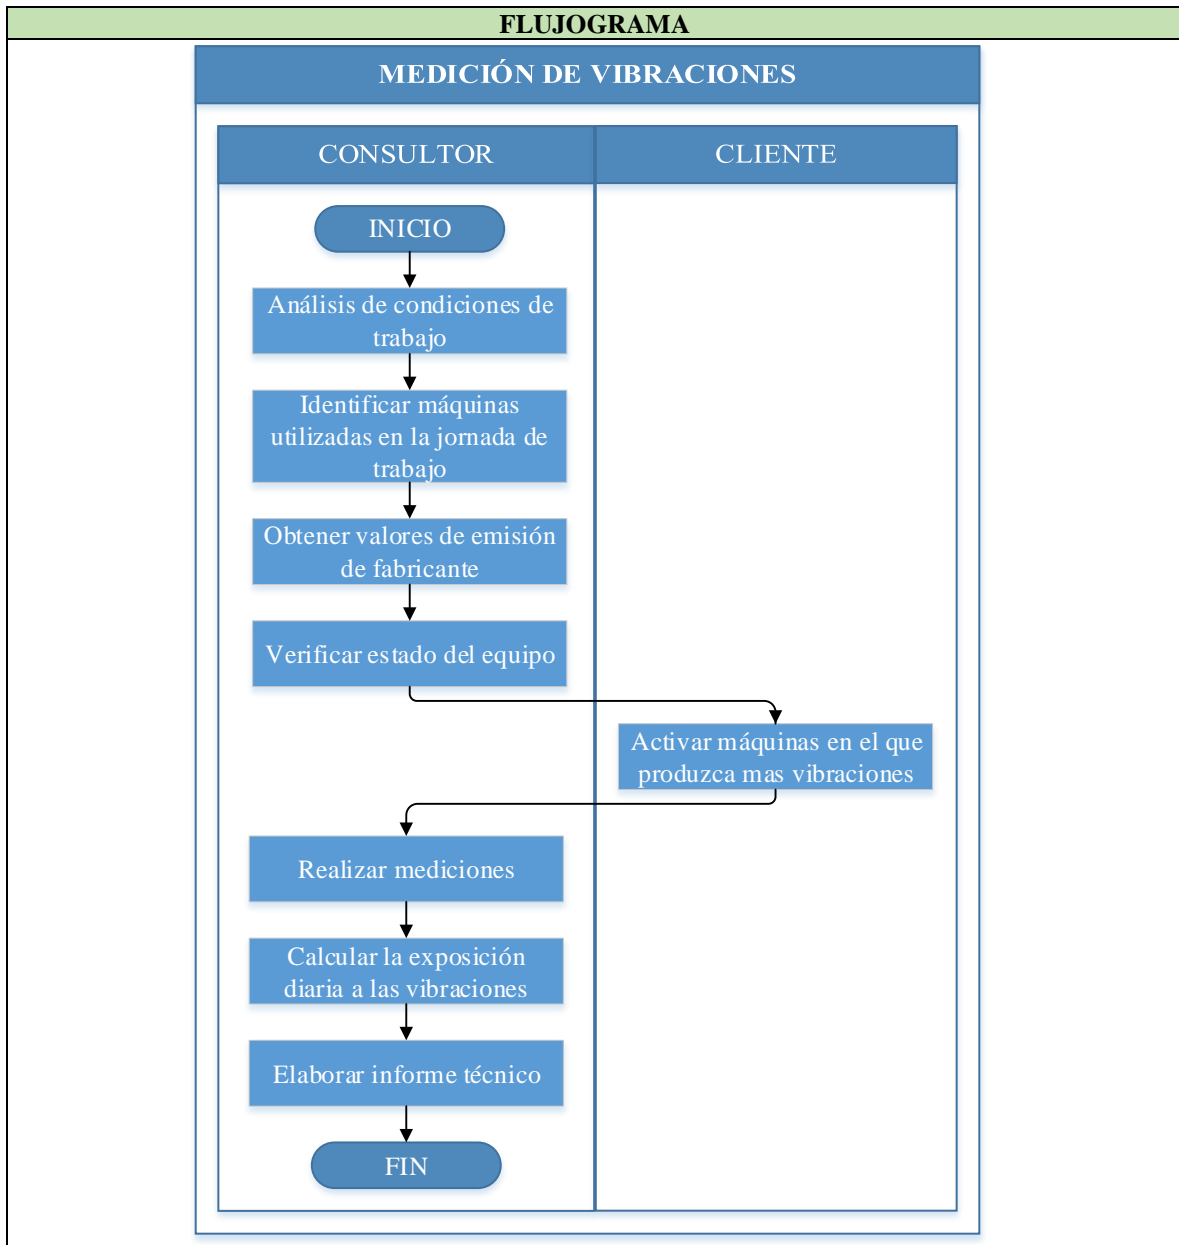 FLUJOGRAMA
MEDICIÓN DE VIBRACIONES
CONSULTOR
CLIENTE
INICIO
Análisis de condiciones de
trabajo
Identificar máquinas
utilizadas en la jornada de
trabajo
Obtener valores de emisión
de fabricante
Verificar estado del equipo
Activar máquinas en el que
produzca mas vibraciones
Realizar mediciones
Calcular la exposición
diaria a las vibraciones
Elaborar informe técnico
FIN